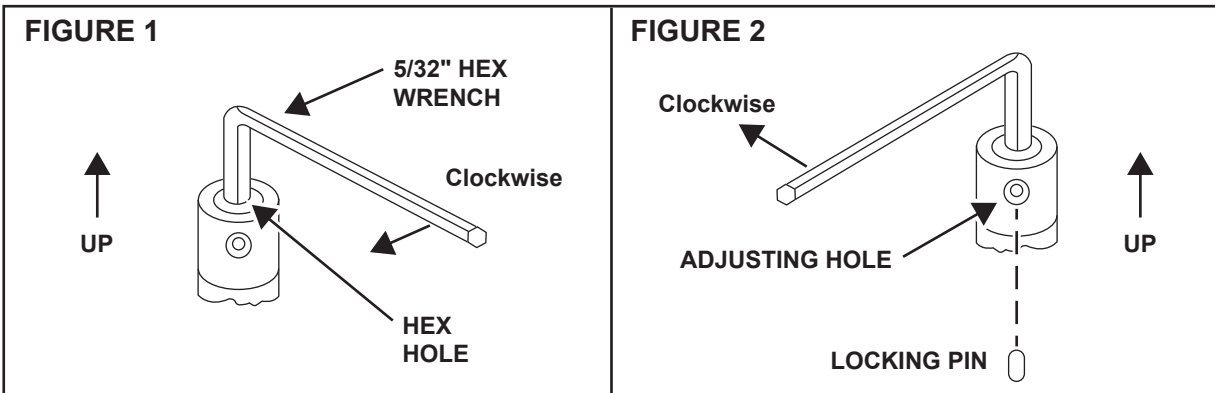 FIGURE 1
5/32" HEX
WRENCH
Clockwise
UP
HEX
HOLE
FIGURE 2
Clockwise
ADJUSTING HOLE
UP
LOCKING PIN